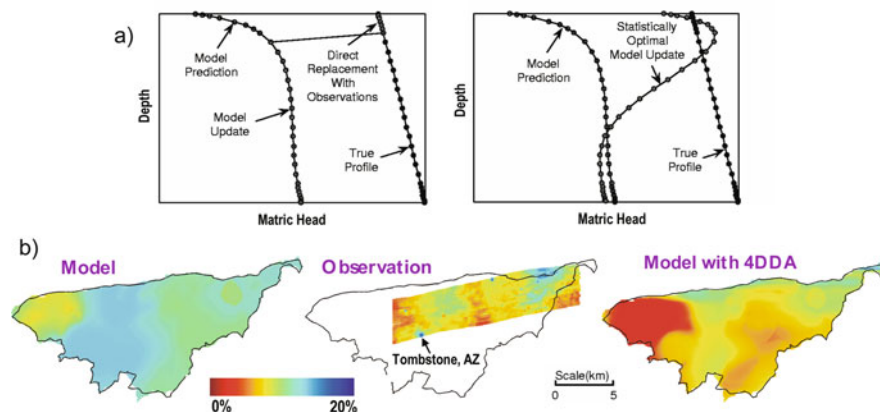 a)
Depth
Model
Prediction
Direct
Replacement
With
Observations
Model
Update
True
Profile
Matric Head
Depth
Model
Prediction
Statistically
Optimal
Model Update
True
Profile
Matric Head
b)
Model
Observation
Model with 4DDA
Tombstone, AZ
0%
20%
Scale(km)
0
5